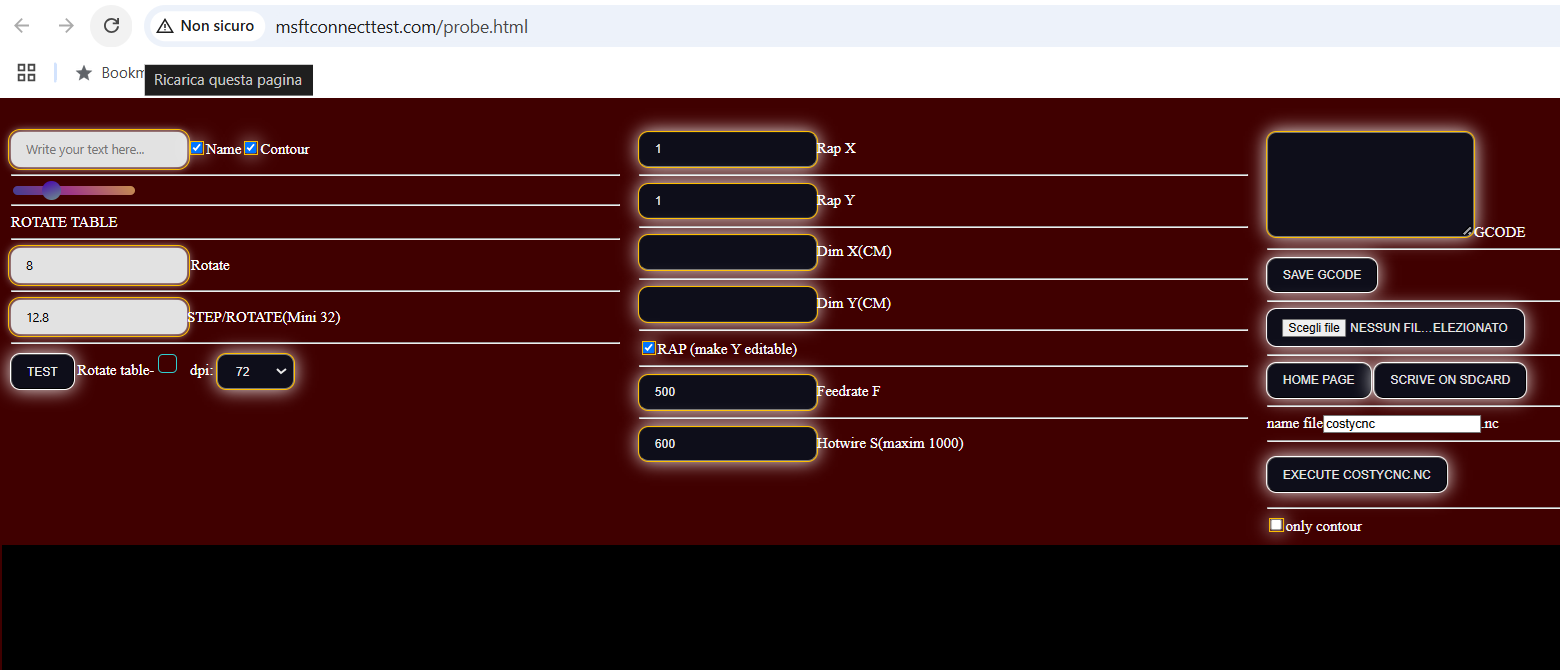 Non sicuro
msftconnecttest.com/probe.html
Bookm
Ricarica questa pagina
Write your text here...
Name
Contour
ROTATE TABLE
8
Rotate
12.8
STEP/ROTATE(Mini 32)
TEST
Rotate table-
dpi:
72
1
Rap X
1
Rap Y
Dim X(CM)
Dim Y(CM)
RAP (make Y editable)
500
Feedrate F
600
Hotwire S(maxim 1000)
GCODE
SAVE GCODE
Scegli file
NESSUN FIL...ELEZIONATO
HOME PAGE
SCRIVE ON SDCARD
name file
costycnc
.nc
EXECUTE COSTYCNC.NC
only contour